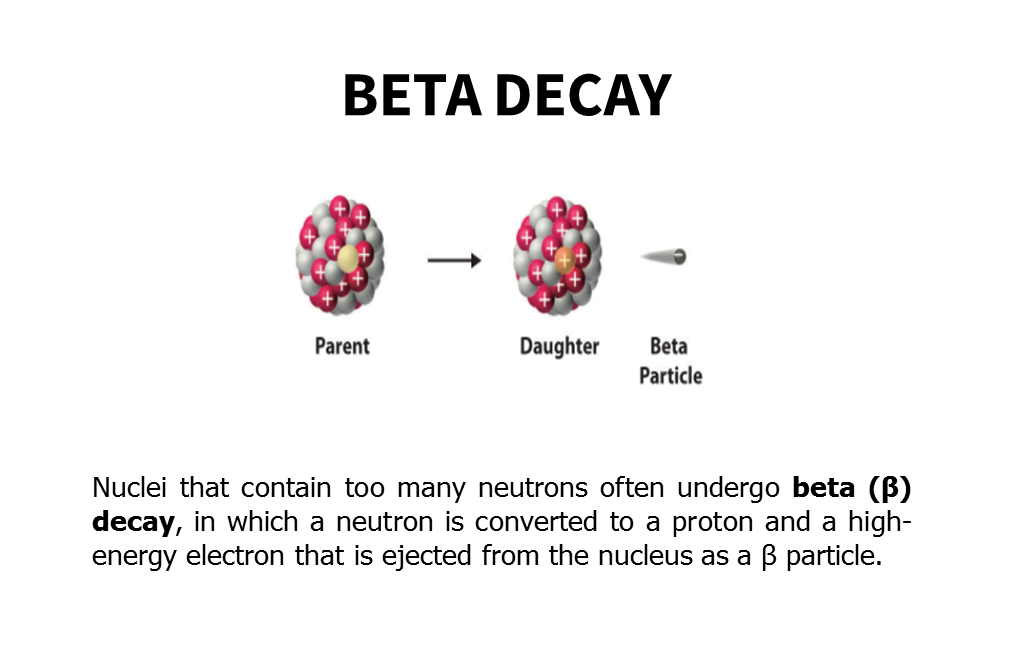 BETA DECAY
Parent
Daughter
Beta
Particle
Nuclei that contain too many neutrons often undergo beta (β)
decay, in which a neutron is converted to a proton and a high-
energy electron that is ejected from the nucleus as a β particle.